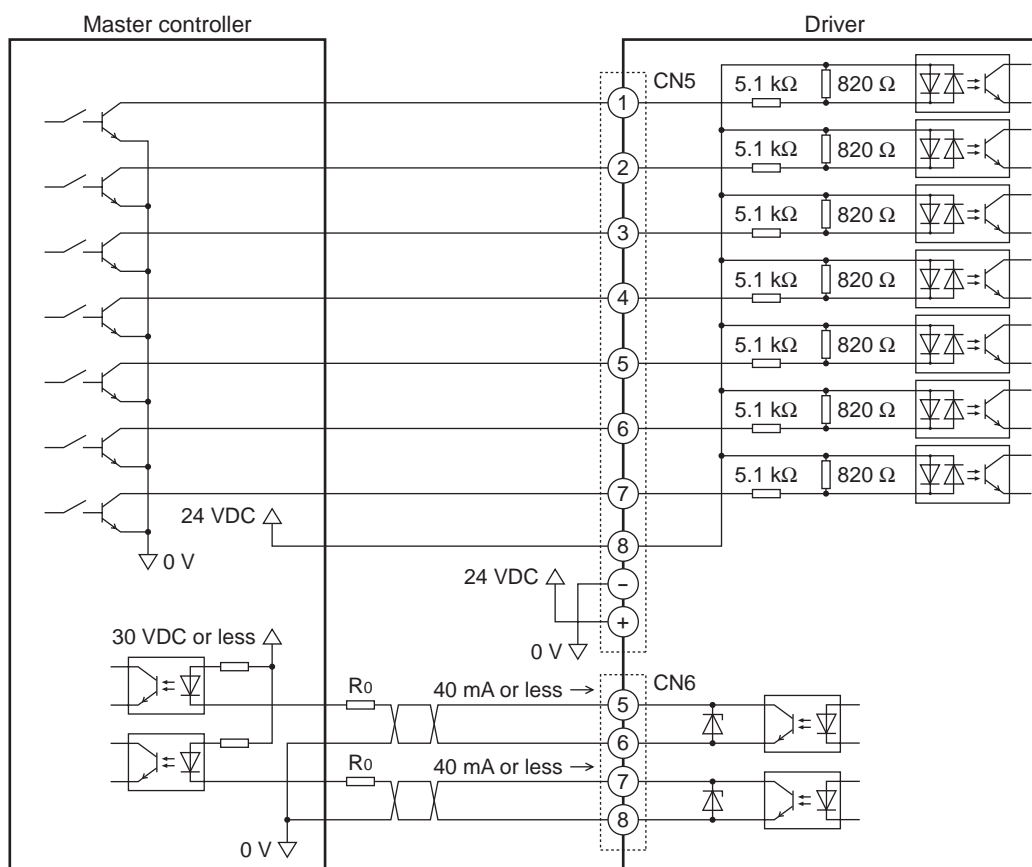 Master controller
Driver
CN5
1
5.1 kΩ
820 Ω
2
5.1 kΩ
820 Ω
3
5.1 kΩ
820 Ω
4
5.1 kΩ
820 Ω
5
5.1 kΩ
820 Ω
6
5.1 kΩ
820 Ω
7
5.1 kΩ
820 Ω
24 VDC
8
0 V
24 VDC
−
+
0 V
30 VDC or less
CN6
R0
40 mA or less →
5
6
R0
40 mA or less →
7
8
0 V